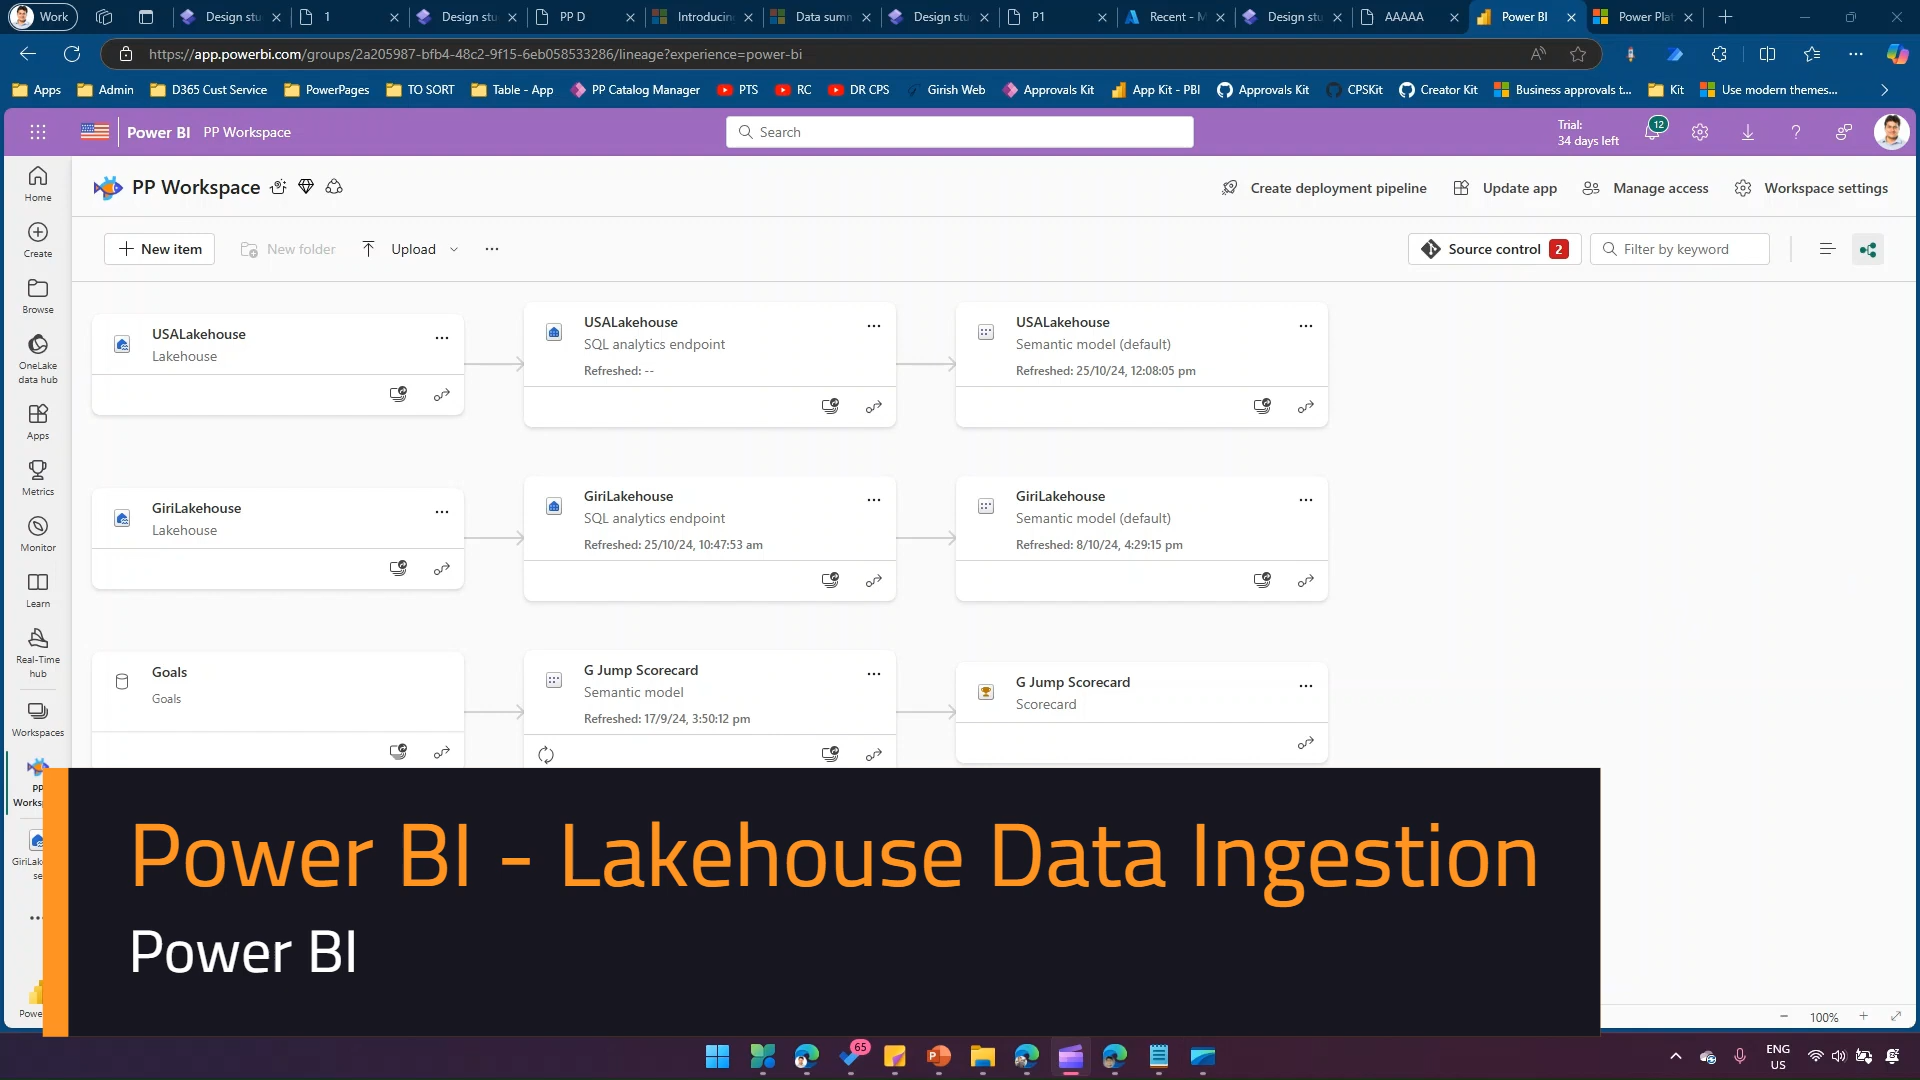 Work
Design stu
1
Design stu
PP D
Introducin
Data summ
Design stu
P1
Recent - M
Design stu
AAAAA
Power BI
Power Plat
https://app.powerbi.com/groups/2a205987-bfb4-48c2-9f15-6eb058533286/lineage?experience=power-bi
Apps
Admin
D365 Cust Service
PowerPages
TO SORT
Table - App
PP Catalog Manager
PTS
RC
DR CPS
Girish Web
Approvals Kit
App Kit - PBI
Approvals Kit
CPSKit
Creator Kit
Business approvals t...
Kit
Use modern themes...
Power BI
PP Workspace
Search
Trial:
34 days left
12
PP Workspace
Create deployment pipeline
Update app
Manage access
Workspace settings
New item
New folder
Upload
Source control 2
Filter by keyword
Home
Create
Browse
OneLake
data hub
Apps
Metrics
Monitor
Learn
Real-Time
hub
Workspaces
PP
Works
GiriLa
se
Powe
USALakehouse
Lakehouse
USALakehouse
SQL analytics endpoint
Refreshed: --
USALakehouse
Semantic model (default)
Refreshed: 25/10/24, 12:08:05 pm
GiriLakehouse
Lakehouse
GiriLakehouse
SQL analytics endpoint
Refreshed: 25/10/24, 10:47:53 am
GiriLakehouse
Semantic model (default)
Refreshed: 8/10/24, 4:29:15 pm
Goals
Goals
G Jump Scorecard
Semantic model
Refreshed: 17/9/24, 3:50:12 pm
G Jump Scorecard
Scorecard
Power BI - Lakehouse Data Ingestion
Power BI
100%
65
ENG
US